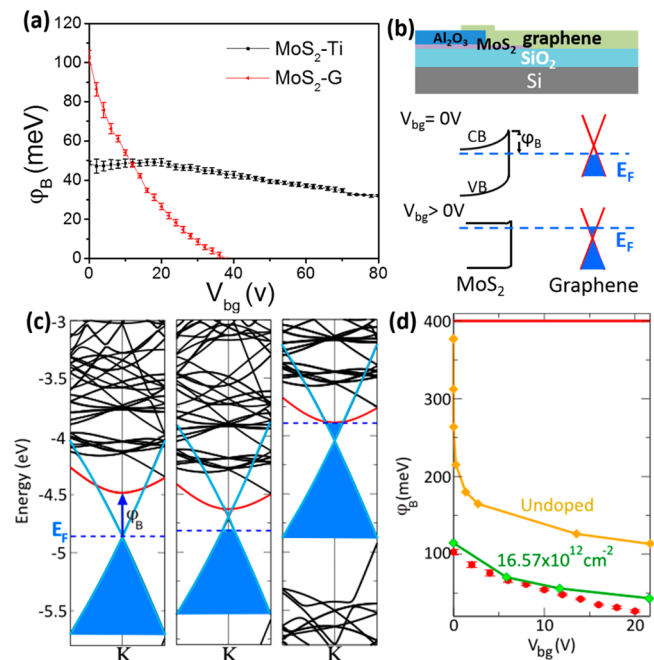 (a)
MoS2-Ti
MoS2-G
φB (meV)
120
100
80
60
40
20
0
0 20 40 60 80
Vbg (v)
(b)
Al2O3
MoS2
graphene
SiO2
Si
Vbg= 0V
CB
φB
EF
VB
Vbg> 0V
EF
MoS2
Graphene
(c)
Energy (eV)
-3
-3.5
-4
-4.5
-5
-5.5
EF
φB
K K K
(d)
φB(meV)
400
300
200
100
Undoped
16.57x10^12cm^-2
0 10 20
Vbg(V)